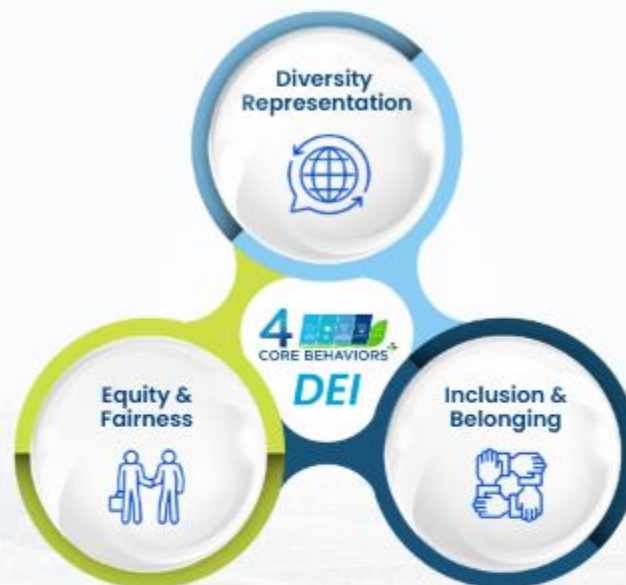 Diversity
Representation
4
CORE BEHAVIORS
DEI
Equity &
Fairness
Inclusion &
Belonging